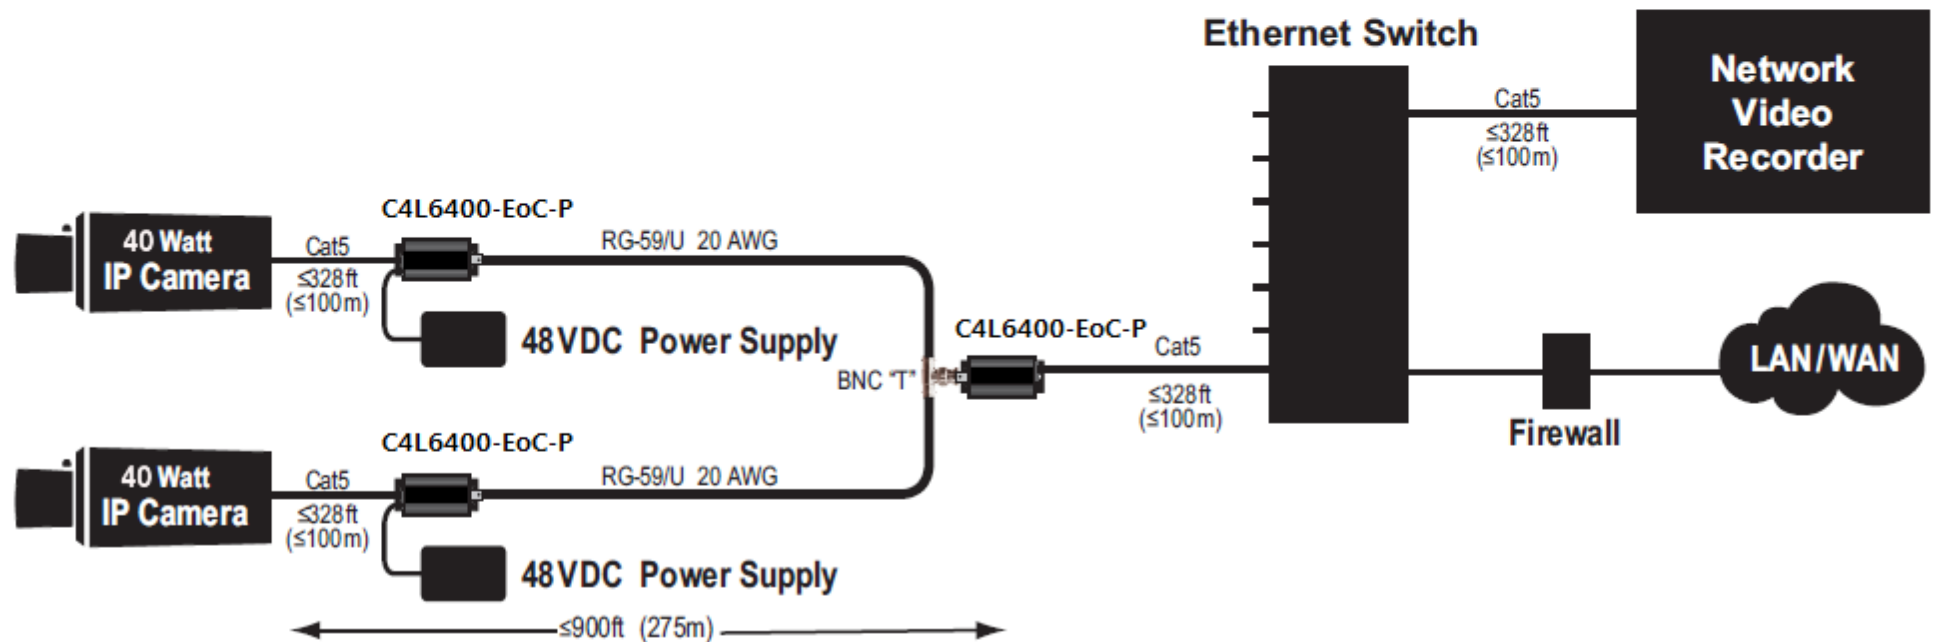 Ethernet Switch
Network
Video
Recorder
Cat5
≤328ft
(≤100m)
C4L6400-EoC-P
40 Watt
IP Camera
Cat5
≤328ft
(≤100m)
RG-59/U 20 AWG
48VDC Power Supply
C4L6400-EoC-P
BNC "T"
Cat5
≤328ft
(≤100m)
LAN/WAN
Firewall
C4L6400-EoC-P
40 Watt
IP Camera
Cat5
≤328ft
(≤100m)
RG-59/U 20 AWG
48VDC Power Supply
≤900ft (275m)